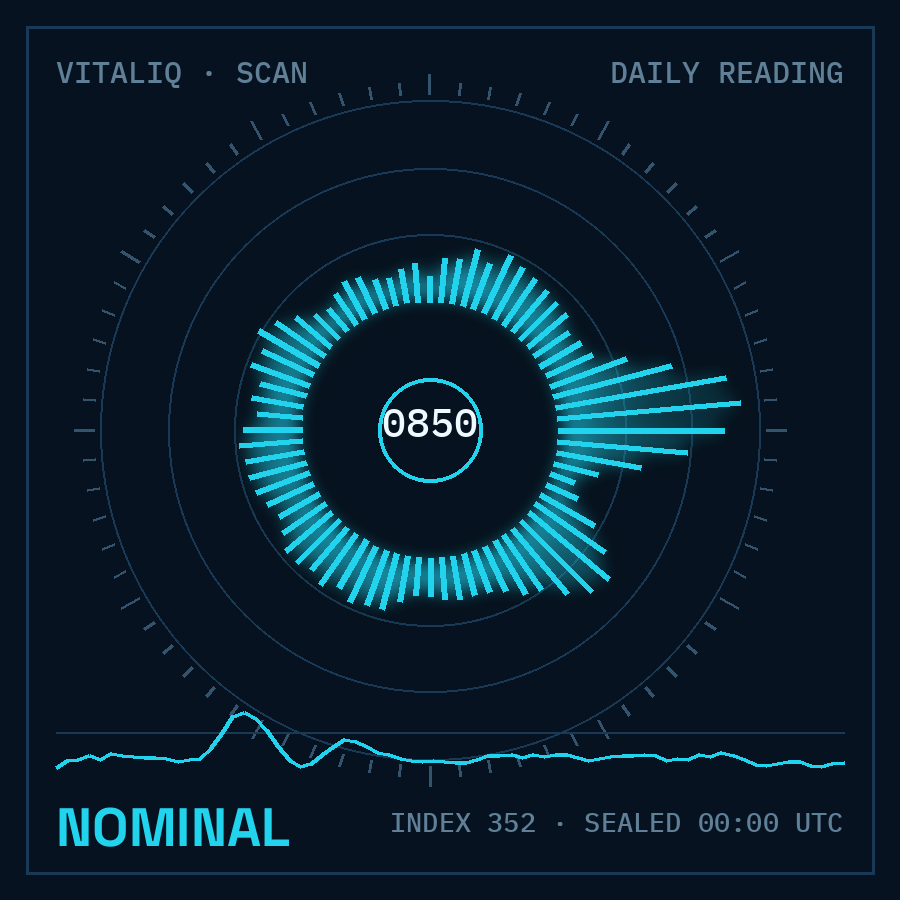 VITALIQ · SCAN
DAILY READING
0850
NOMINAL
INDEX 352 · SEALED 00:00 UTC